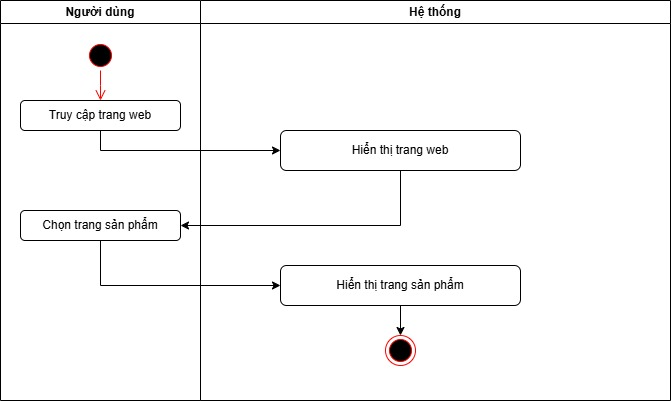 Người dùng
Hệ thống
Truy cập trang web
Hiển thị trang web
Chọn trang sản phẩm
Hiển thị trang sản phẩm